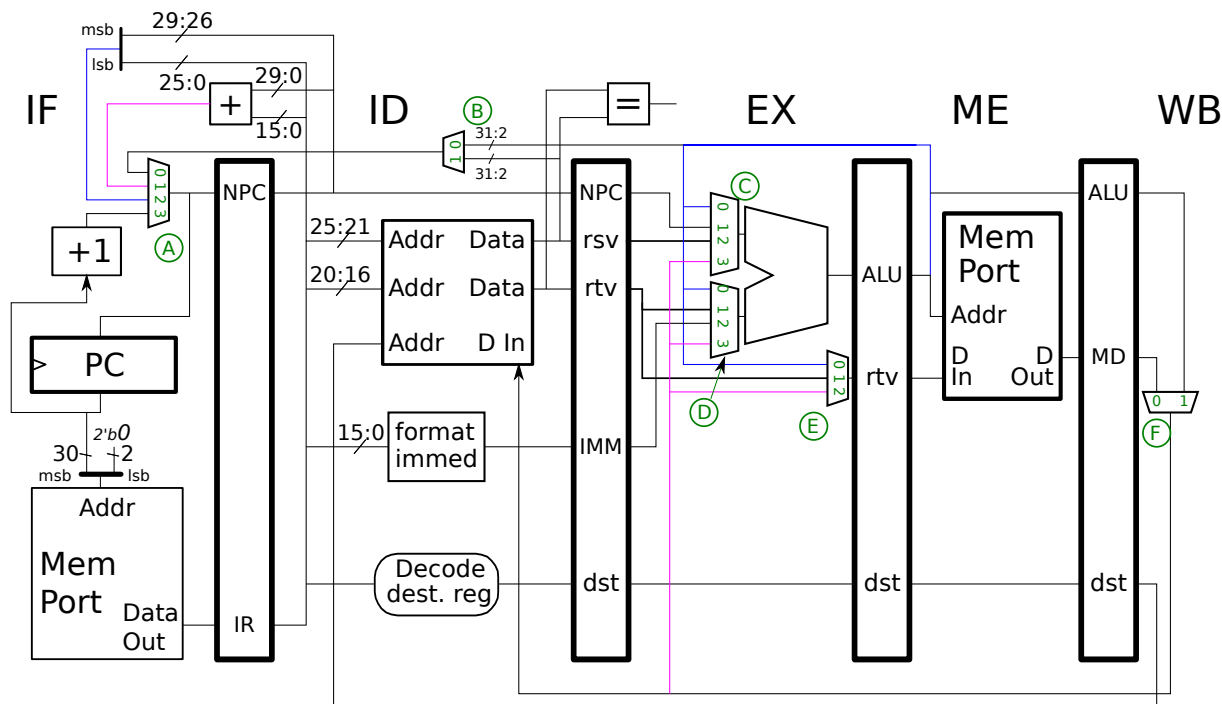 msb
29:26
lsb
25:0
29:0
+
15:0
IF
ID
B
=
EX
ME
WB
31:2
0
1
31:2
0
1
2
3
A
NPC
NPC
C
ALU
+1
25:21
Addr
Data
rsv
0
1
2
3
Mem
Port
20:16
Addr
Data
rtv
0
1
2
3
ALU
Addr
Addr
D In
PC
D
In
D
Out
MD
0
1
2
rtv
D
E
0
1
F
2'b0
30
2
msb
lsb
15:0
format
immed
IMM
Addr
Mem
Port
Data
Out
IR
Decode
dest. reg
dst
dst
dst